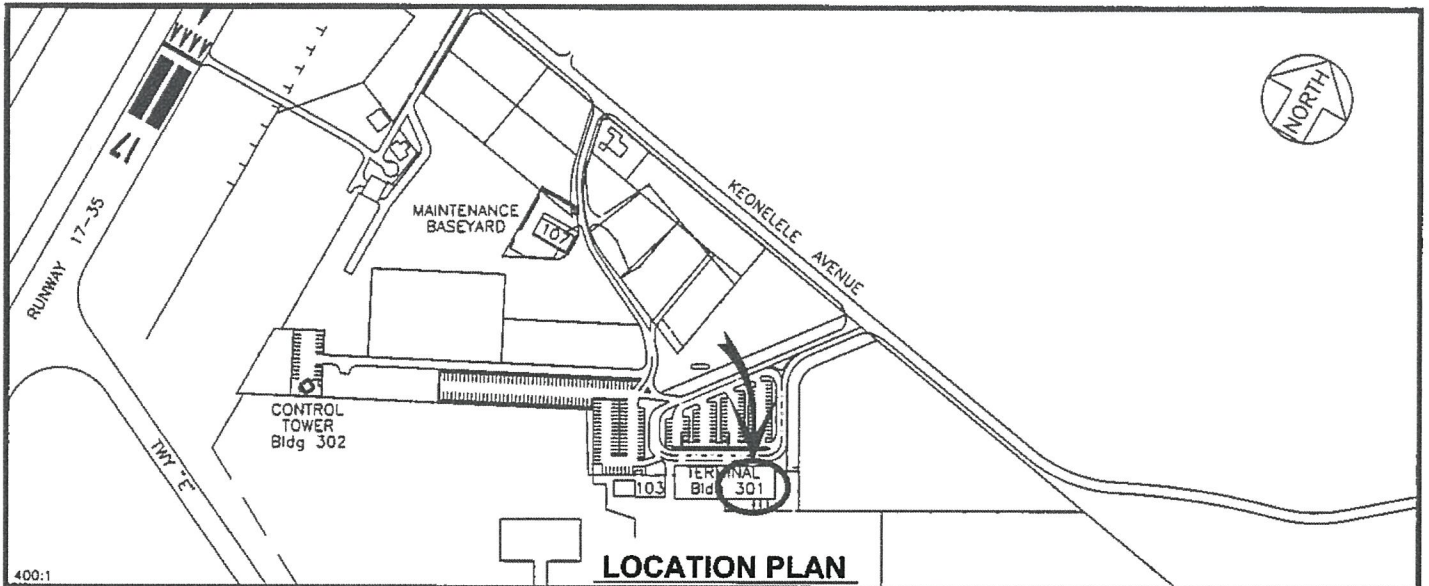 NORTH
17
RUNWAY 17-35
KEONELELE AVENUE
MAINTENANCE
BASEYARD
107
CONTROL
TOWER
Bldg 302
TWY "E"
103
TERMINAL
Bldg 301
LOCATION PLAN
400:1